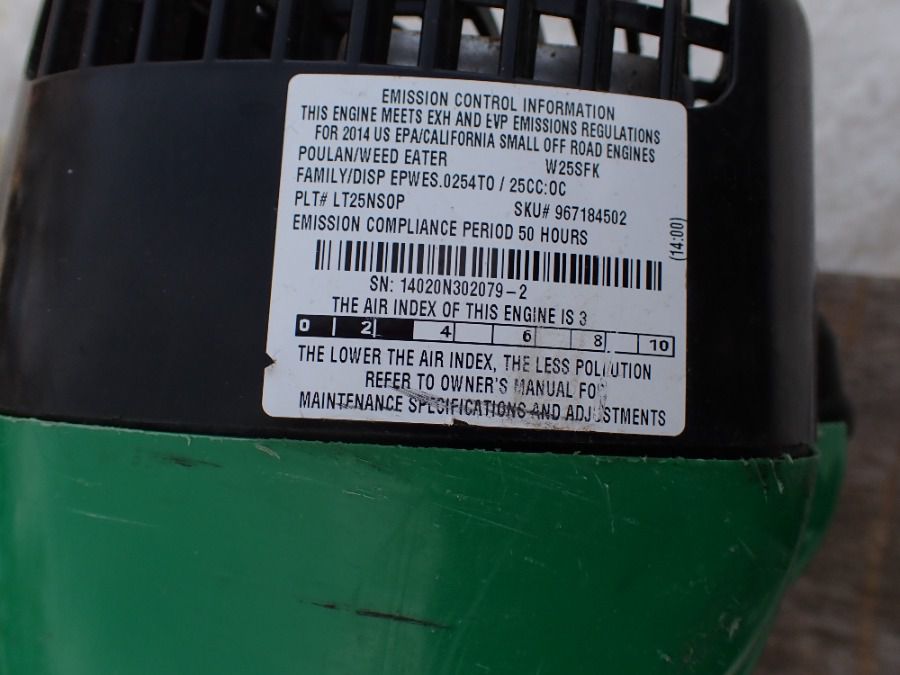 EMISSION CONTROL INFORMATION
THIS ENGINE MEETS EXH AND EVP EMISSIONS REGULATIONS
FOR 2014 US EPA/CALIFORNIA SMALL OFF ROAD ENGINES
POULAN/WEED EATER W25SFK
FAMILY/DISP EPWES.0254TO / 25CC:OC
PLT# LT25NSOP SKU# 967184502
EMISSION COMPLIANCE PERIOD 50 HOURS
(14:00)
SN: 14020N302079-2
THE AIR INDEX OF THIS ENGINE IS 3
0 2 4 6 8 10
THE LOWER THE AIR INDEX, THE LESS POLLUTION
REFER TO OWNER'S MANUAL FOR
MAINTENANCE SPECIFICATIONS AND ADJUSTMENTS